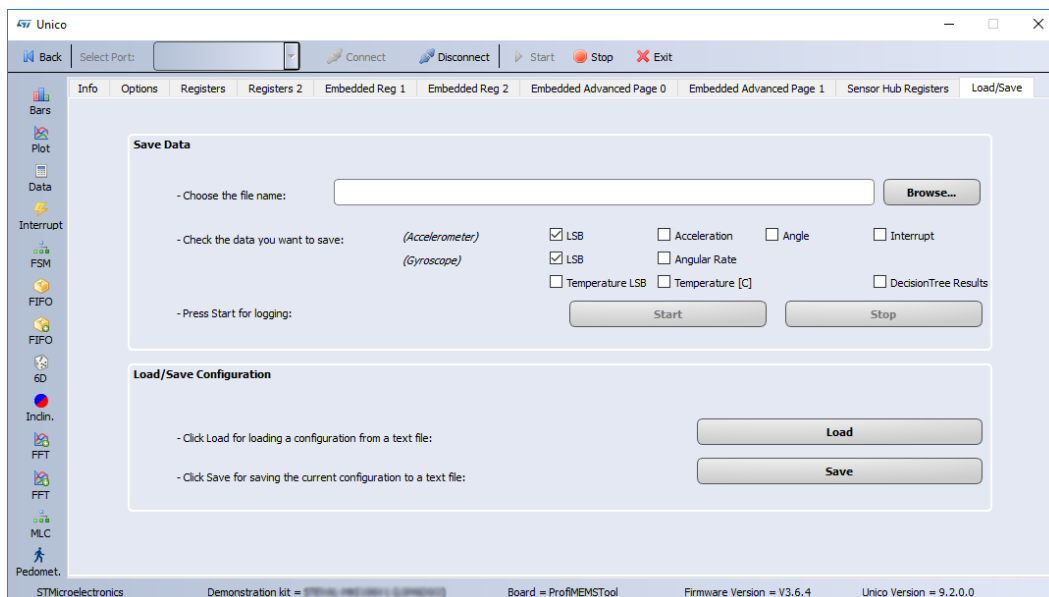 Unico
Back Select Port: Connect Disconnect Start Stop Exit
Info Options Registers Registers 2 Embedded Reg 1 Embedded Reg 2 Embedded Advanced Page 0 Embedded Advanced Page 1 Sensor Hub Registers Load/Save
Bars
Plot
Data
Interrupt
FSM
FIFO
FIFO
6D
Indin.
FFT
FFT
MLC
Pedomet.
Save Data
- Choose the file name: Browse...
- Check the data you want to save: (Accelerometer) LSB Acceleration Angle Interrupt
(Gyroscope) LSB Angular Rate
Temperature LSB Temperature [C] DecisionTree Results
- Press Start for logging: Start Stop
Load/Save Configuration
- Click Load for loading a configuration from a text file: Load
- Click Save for saving the current configuration to a text file: Save
STMicroelectronics Demonstration kit = Board = ProfiMEMSTool Firmware Version = V3.6.4 Unico Version = 9.2.0.0